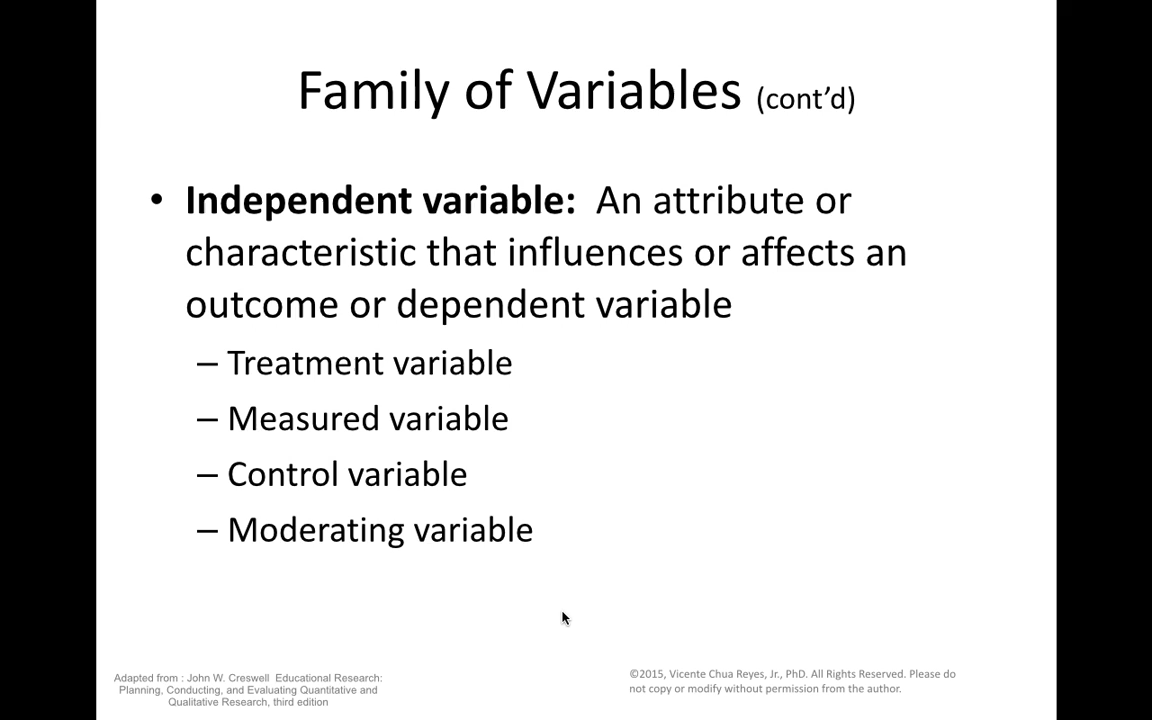 Family of Variables (cont’d)
• Independent variable: An attribute or
characteristic that influences or affects an
outcome or dependent variable
– Treatment variable
– Measured variable
– Control variable
– Moderating variable
Adapted from : John W. Creswell Educational Research:
Planning, Conducting, and Evaluating Quantitative and
Qualitative Research, third edition
©2015, Vicente Chua Reyes, Jr., PhD. All Rights Reserved. Please do
not copy or modify without permission from the author.